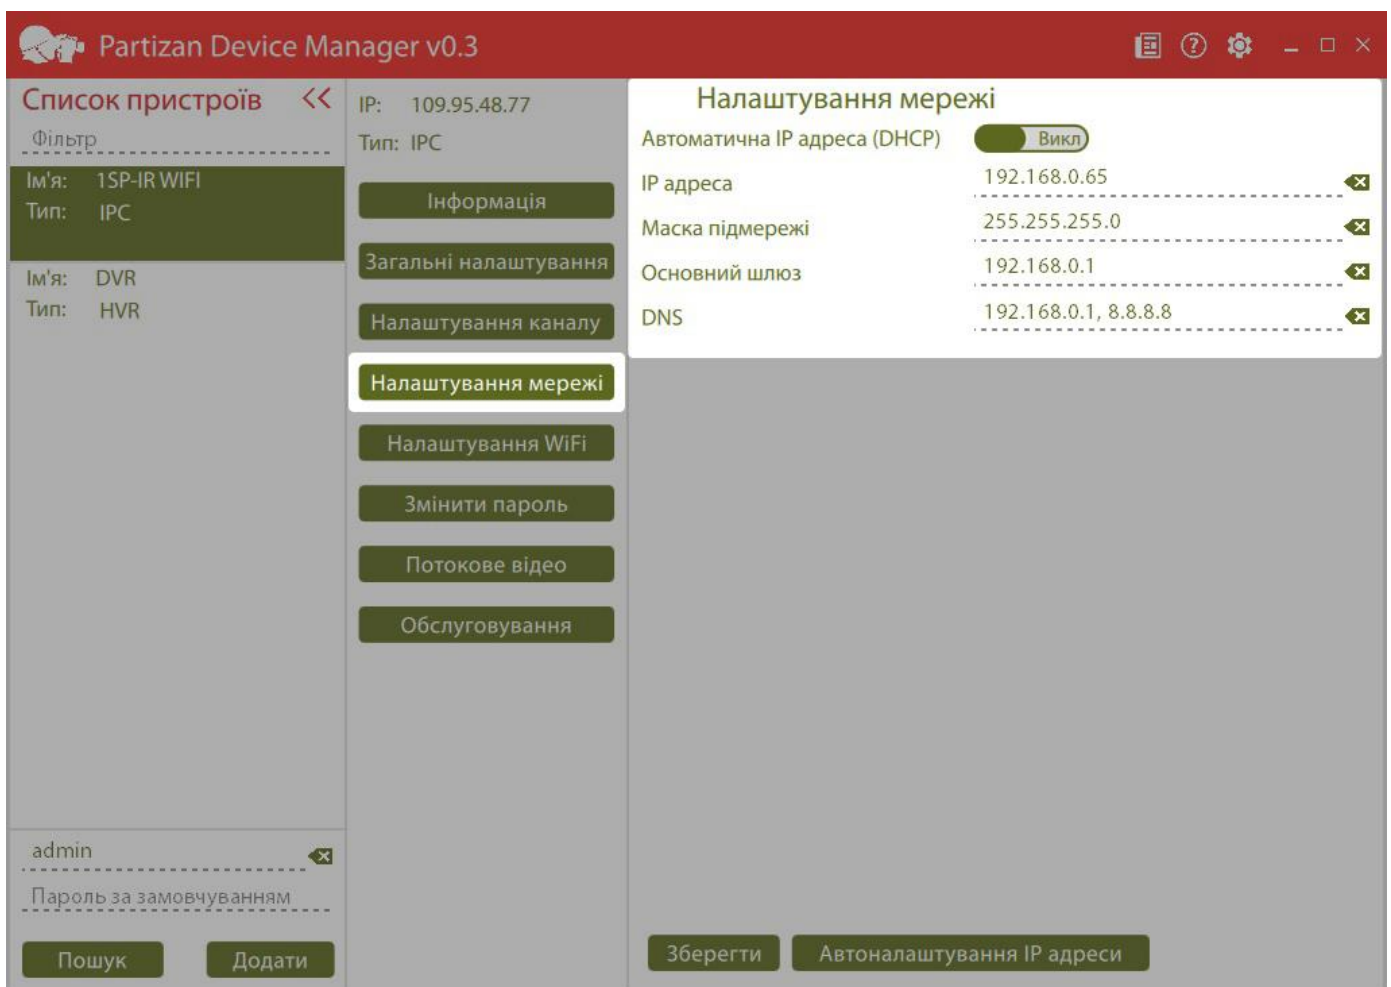 Partizan Device Manager v0.3
Список пристроїв <<
Фільтр
Ім'я: 1SP-IR WIFI
Тип: IPC
Ім'я: DVR
Тип: HVR
admin
Пароль за замовчуванням
Пошук Додати
IP: 109.95.48.77
Тип: IPC
Інформація
Загальні налаштування
Налаштування каналу
Налаштування мережі
Налаштування WiFi
Змінити пароль
Потокове відео
Обслуговування
Налаштування мережі
Автоматична IP адреса (DHCP) Викл
IP адреса 192.168.0.65
Маска підмережі 255.255.255.0
Основний шлюз 192.168.0.1
DNS 192.168.0.1, 8.8.8.8
Зберегти Автоналаштування IP адреси